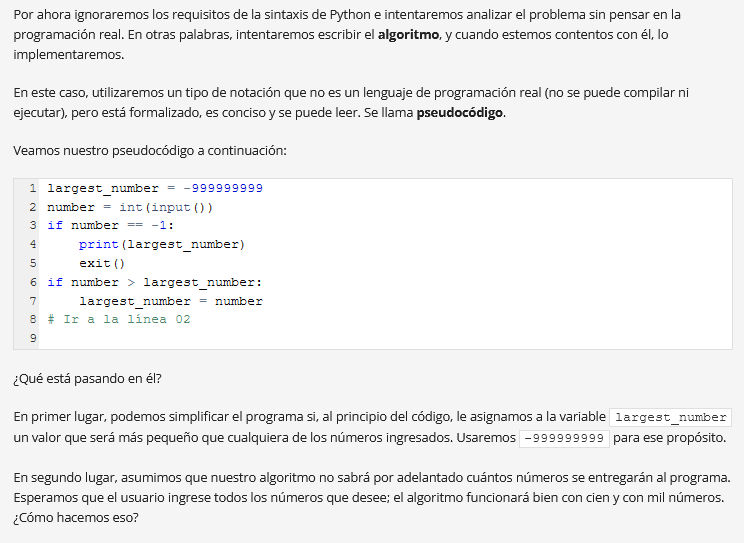 Por ahora ignoraremos los requisitos de la sintaxis de Python e intentaremos analizar el problema sin pensar en la
programación real. En otras palabras, intentaremos escribir el algoritmo, y cuando estemos contentos con él, lo
implementaremos.
En este caso, utilizaremos un tipo de notación que no es un lenguaje de programación real (no se puede compilar ni
ejecutar), pero está formalizado, es conciso y se puede leer. Se llama pseudocódigo.
Veamos nuestro pseudocódigo a continuación:
1 largest_number = -999999999
2 number = int(input())
3 if number == -1:
4     print(largest_number)
5     exit()
6 if number > largest_number:
7     largest_number = number
8 # Ir a la línea 02
9
¿Qué está pasando en él?
En primer lugar, podemos simplificar el programa si, al principio del código, le asignamos a la variable largest_number
un valor que será más pequeño que cualquiera de los números ingresados. Usaremos -999999999 para ese propósito.
En segundo lugar, asumimos que nuestro algoritmo no sabrá por adelantado cuántos números se entregarán al programa.
Esperamos que el usuario ingrese todos los números que desee; el algoritmo funcionará bien con cien y con mil números.
¿Cómo hacemos eso?